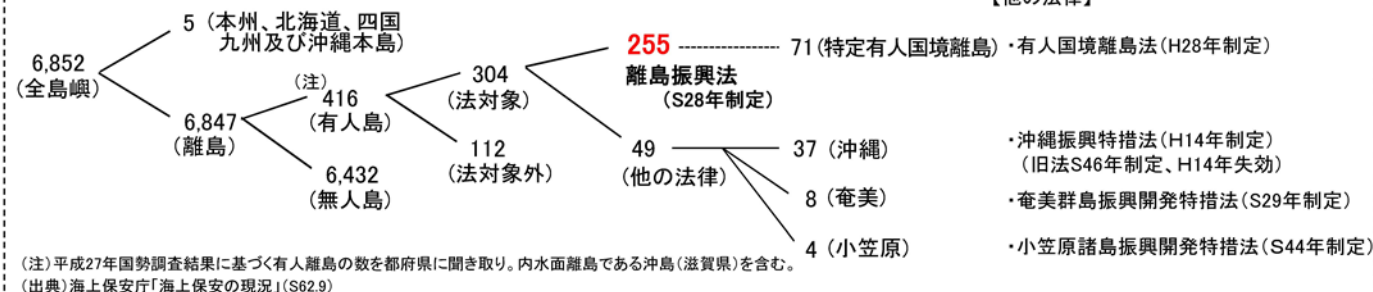 【他の法律】
5 (本州、北海道、四国
九州及び沖縄本島)
6,852
(全島嶼)
6,847
(離島)
(注)
416
(有人島)
6,432
(無人島)
304
(法対象)
112
(法対象外)
255
離島振興法
(S28年制定)
71(特定有人国境離島)
・有人国境離島法(H28年制定)
49
(他の法律)
37 (沖縄)
・沖縄振興特措法(H14年制定)
(旧法S46年制定、H14年失効)
8 (奄美)
・奄美群島振興開発特措法(S29年制定)
4 (小笠原)
・小笠原諸島振興開発特措法(S44年制定)
(注)平成27年国勢調査結果に基づく有人離島の数を都府県に聞き取り。内水面離島である沖島(滋賀県)を含む。
(出典)海上保安庁「海上保安の現況」(S62.9)